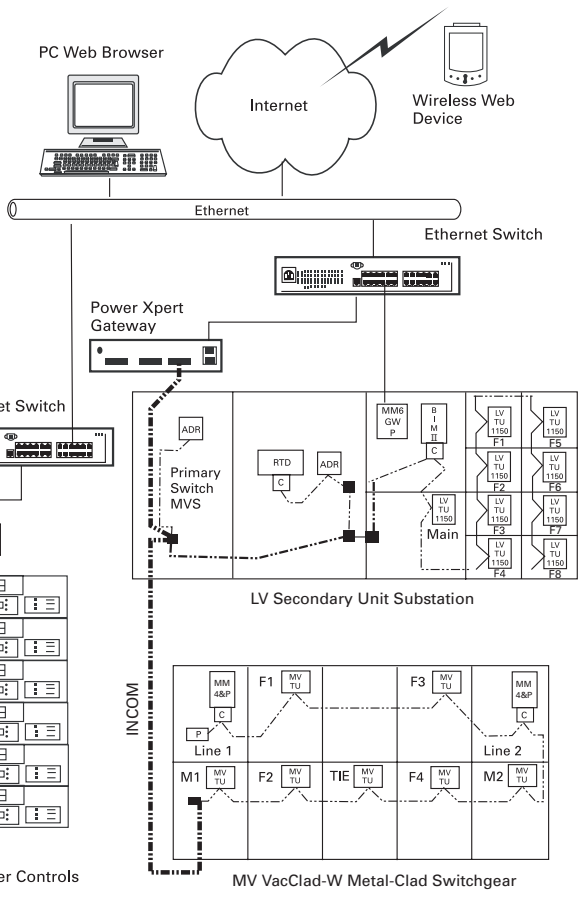 PC Web Browser
Internet
Wireless Web
Device
Ethernet
Ethernet Switch
Power Xpert
Gateway
et Switch
ADR
Primary
Switch
MVS
RTD
C
ADR
MM6
GW
P
B
I
M
II
C
LV
TU
1150
Main
LV
TU
1150
F1
LV
TU
1150
F5
LV
TU
1150
F2
LV
TU
1150
F6
LV
TU
1150
F3
LV
TU
1150
F7
LV
TU
1150
F4
LV
TU
1150
F8
LV Secondary Unit Substation
INCOM
MM
4&P
C
P
Line 1
F1
MV
TU
F3
MV
TU
MM
4&P
C
Line 2
M1
MV
TU
F2
MV
TU
TIE
MV
TU
F4
MV
TU
M2
MV
TU
er Controls
MV VacClad-W Metal-Clad Switchgear